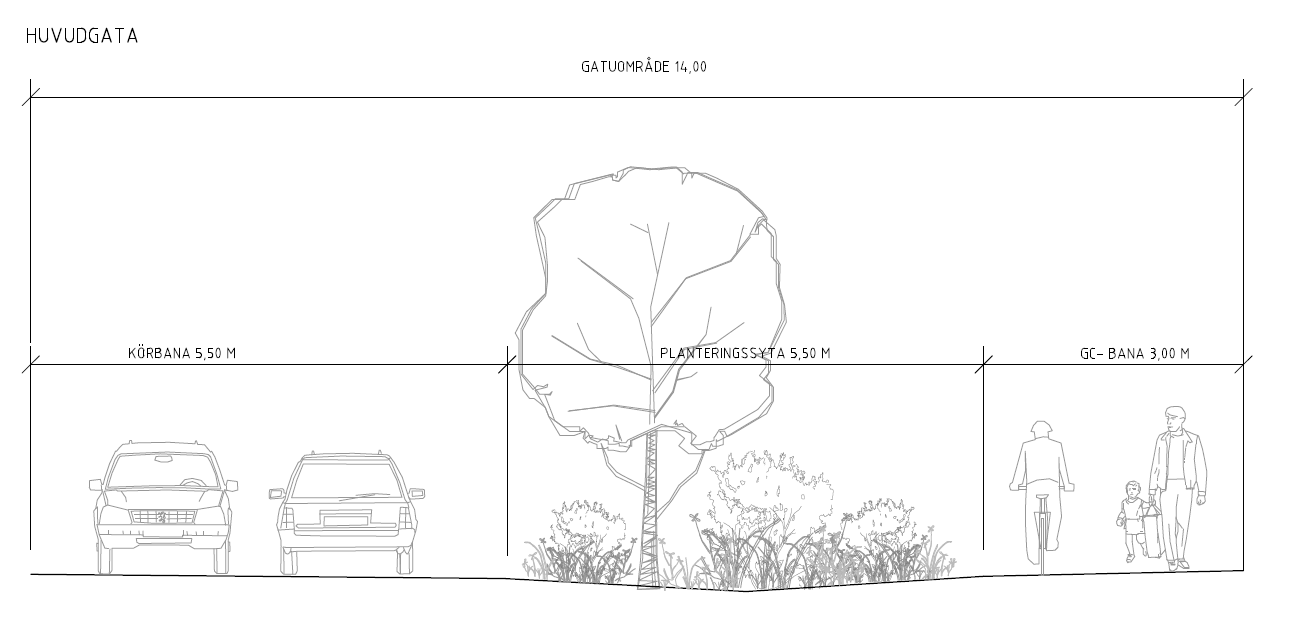 HUVUDGATA
GATUOMRÅDE 14,00
KÖRBANA 5,50 M
PLANTERINGSSYTA 5,50 M
GC- BANA 3,00 M